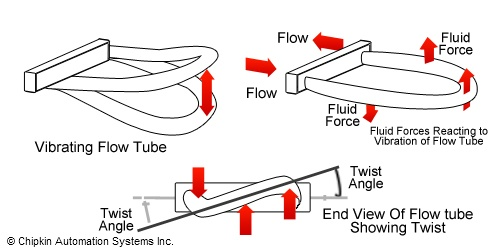 Vibrating Flow Tube
Flow
Flow
Fluid
Force
Fluid
Force
Fluid Forces Reacting to
Vibration of Flow Tube
Twist
Angle
Twist
Angle
End View Of Flow tube
Showing Twist
© Chipkin Automation Systems Inc.